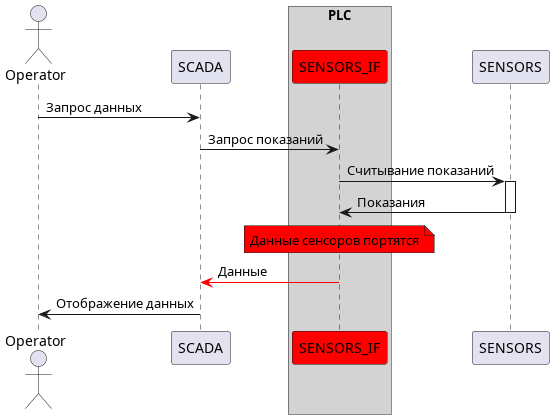 PLC
Operator
SCADA
SENSORS_IF
SENSORS
Запрос данных
Запрос показаний
Считывание показаний
Показания
Данные сенсоров портятся
Данные
Отображение данных
Operator
SCADA
SENSORS_IF
SENSORS